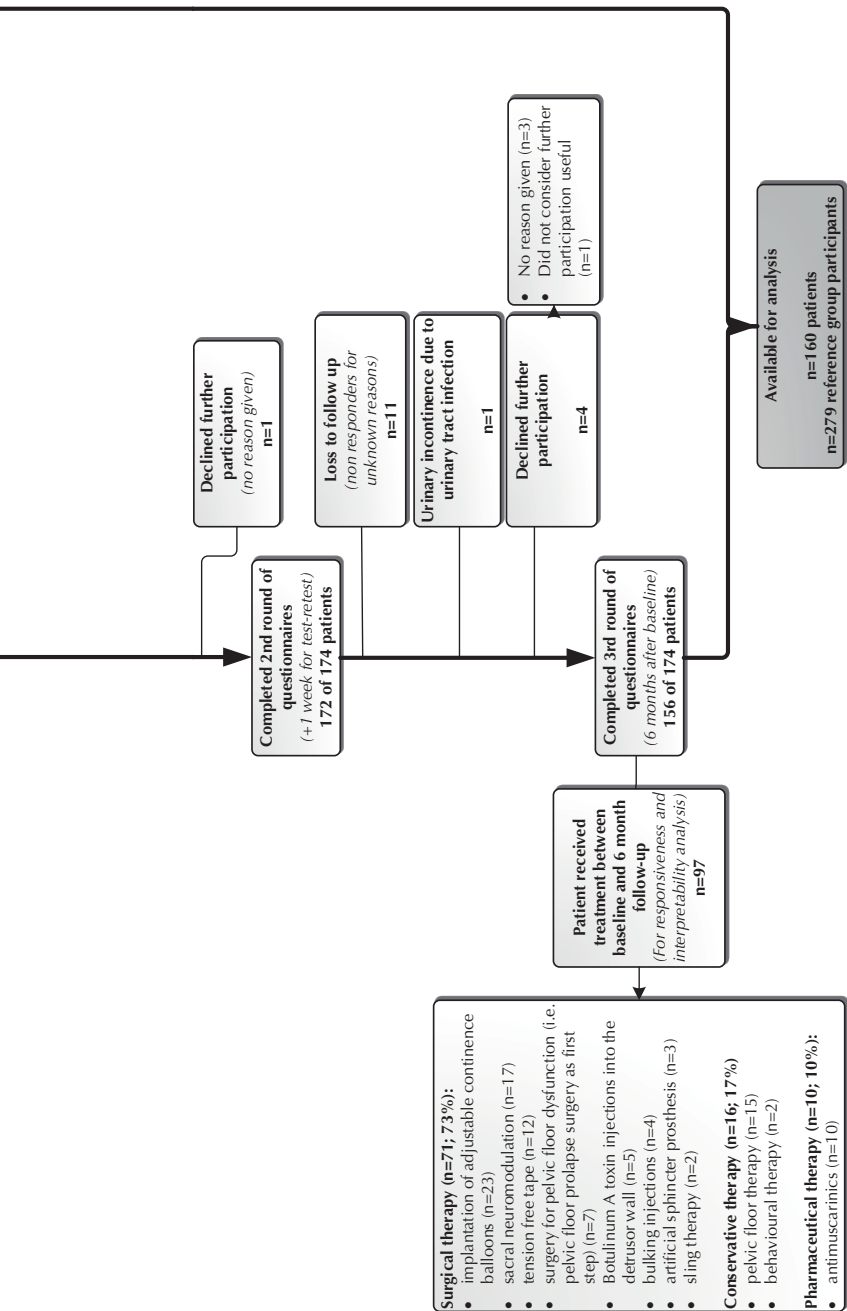 Declined further
participation
(no reason given)
n=1
Completed 2nd round of
questionnaires
(+1 week for test-retest)
172 of 174 patients
Loss to follow up
(non responders for
unknown reasons)
n=11
Urinary incontinence due to
urinary tract infection
n=1
Declined further
participation
n=4
• No reason given (n=3)
• Did not consider further
participation useful
(n=1)
Completed 3rd round of
questionnaires
(6 months after baseline)
156 of 174 patients
Patient received
treatment between
baseline and 6 month
follow-up
(For responsiveness and
interpretability analysis)
n=97
Surgical therapy (n=71; 73%):
• implantation of adjustable continence
balloons (n=23)
• sacral neuromodulation (n=17)
• tension free tape (n=12)
• surgery for pelvic floor dysfunction (i.e.
pelvic floor prolapse surgery as first
step) (n=7)
• Botulinum A toxin injections into the
detrusor wall (n=5)
• bulking injections (n=4)
• artificial sphincter prosthesis (n=3)
• sling therapy (n=2)
Conservative therapy (n=16; 17%)
• pelvic floor therapy (n=15)
• behavioural therapy (n=2)
Pharmaceutical therapy (n=10; 10%):
• antimuscarinics (n=10)
Available for analysis
n=160 patients
n=279 reference group participants